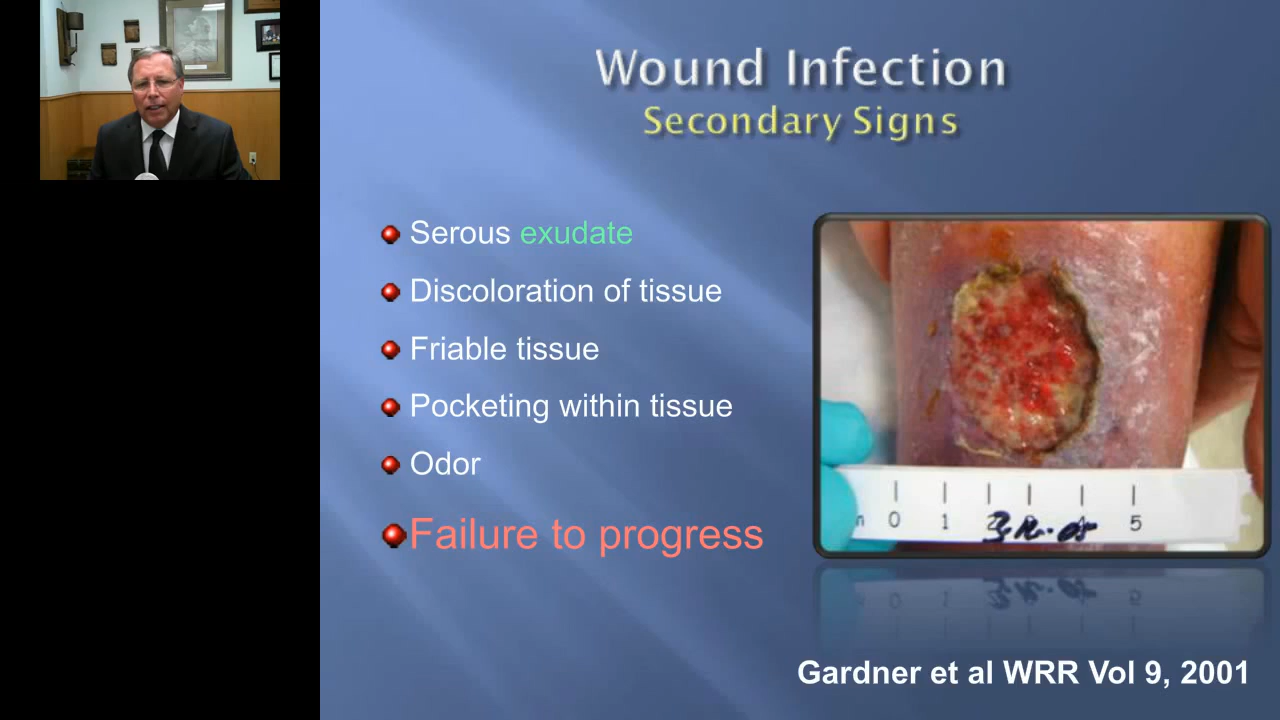 Wound Infection
Secondary Signs
Serous exudate
Discoloration of tissue
Friable tissue
Pocketing within tissue
Odor
Failure to progress
0 1 5
Gardner et al WRR Vol 9, 2001